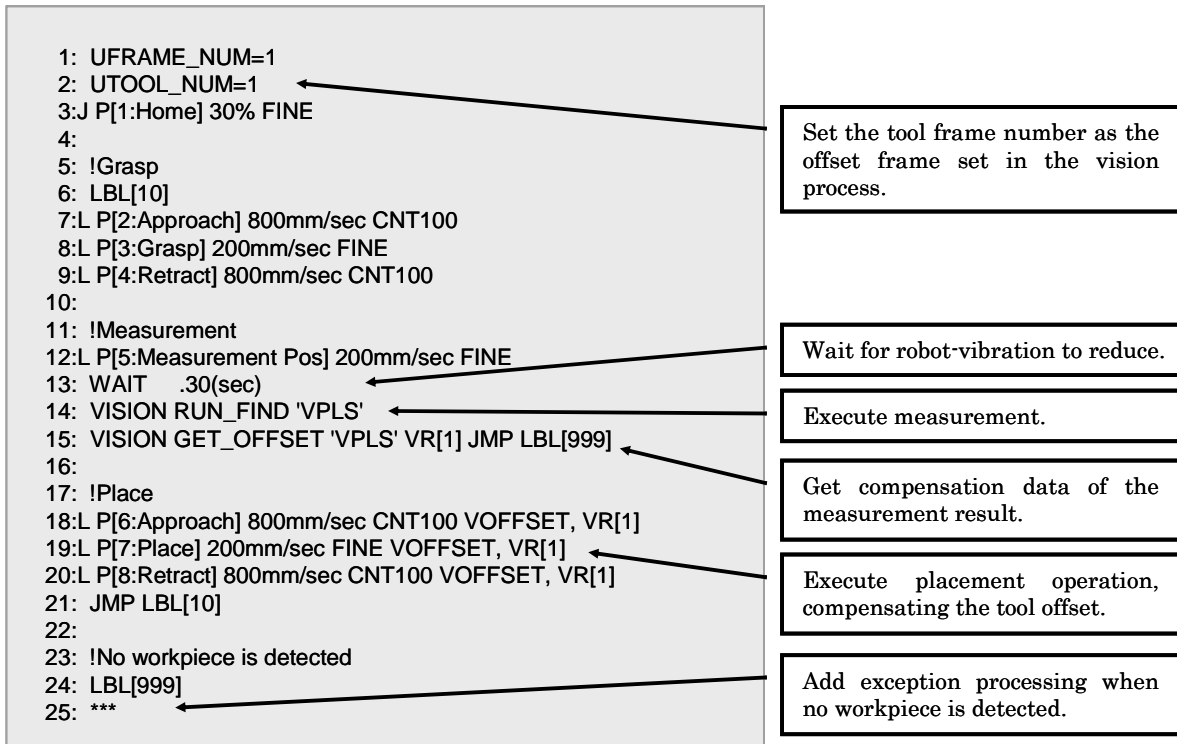 1: UFRAME_NUM=1
2: UTOOL_NUM=1
3:J P[1:Home] 30% FINE
4:
5: !Grasp
6: LBL[10]
7:L P[2:Approach] 800mm/sec CNT100
8:L P[3:Grasp] 200mm/sec FINE
9:L P[4:Retract] 800mm/sec CNT100
10:
11: !Measurement
12:L P[5:Measurement Pos] 200mm/sec FINE
13: WAIT .30(sec)
14: VISION RUN_FIND 'VPLS'
15: VISION GET_OFFSET 'VPLS' VR[1] JMP LBL[999]
16:
17: !Place
18:L P[6:Approach] 800mm/sec CNT100 VOFFSET, VR[1]
19:L P[7:Place] 200mm/sec FINE VOFFSET, VR[1]
20:L P[8:Retract] 800mm/sec CNT100 VOFFSET, VR[1]
21: JMP LBL[10]
22:
23: !No workpiece is detected
24: LBL[999]
25: ***
Set the tool frame number as the
offset frame set in the vision
process.
Wait for robot-vibration to reduce.
Execute measurement.
Get compensation data of the
measurement result.
Execute placement operation,
compensating the tool offset.
Add exception processing when
no workpiece is detected.